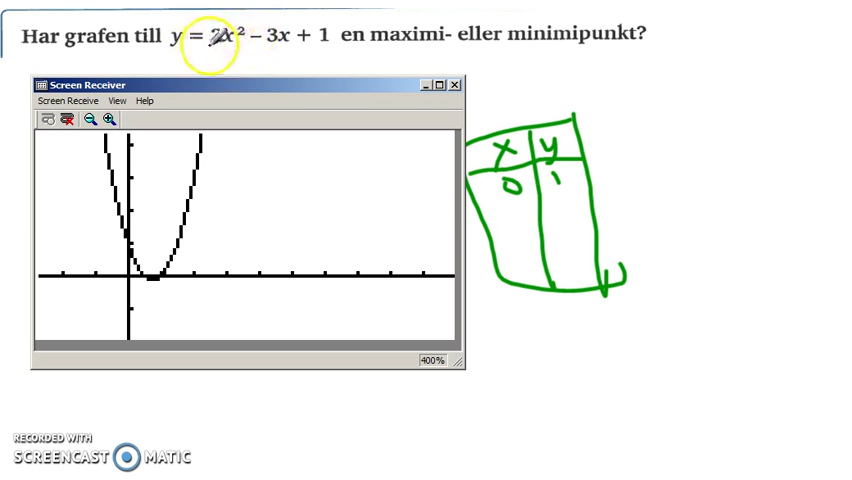 Har grafen till y = 2x² – 3x + 1 en maximi- eller minimipunkt?
Screen Receiver
Screen Receive View Help
x y
0 1
400%
RECORDED WITH
SCREENCAST MATIC